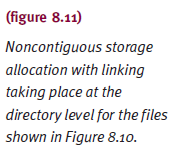 (figure 8.11)
Noncontiguous storage
allocation with linking
taking place at the
directory level for the files
shown in Figure 8.10.